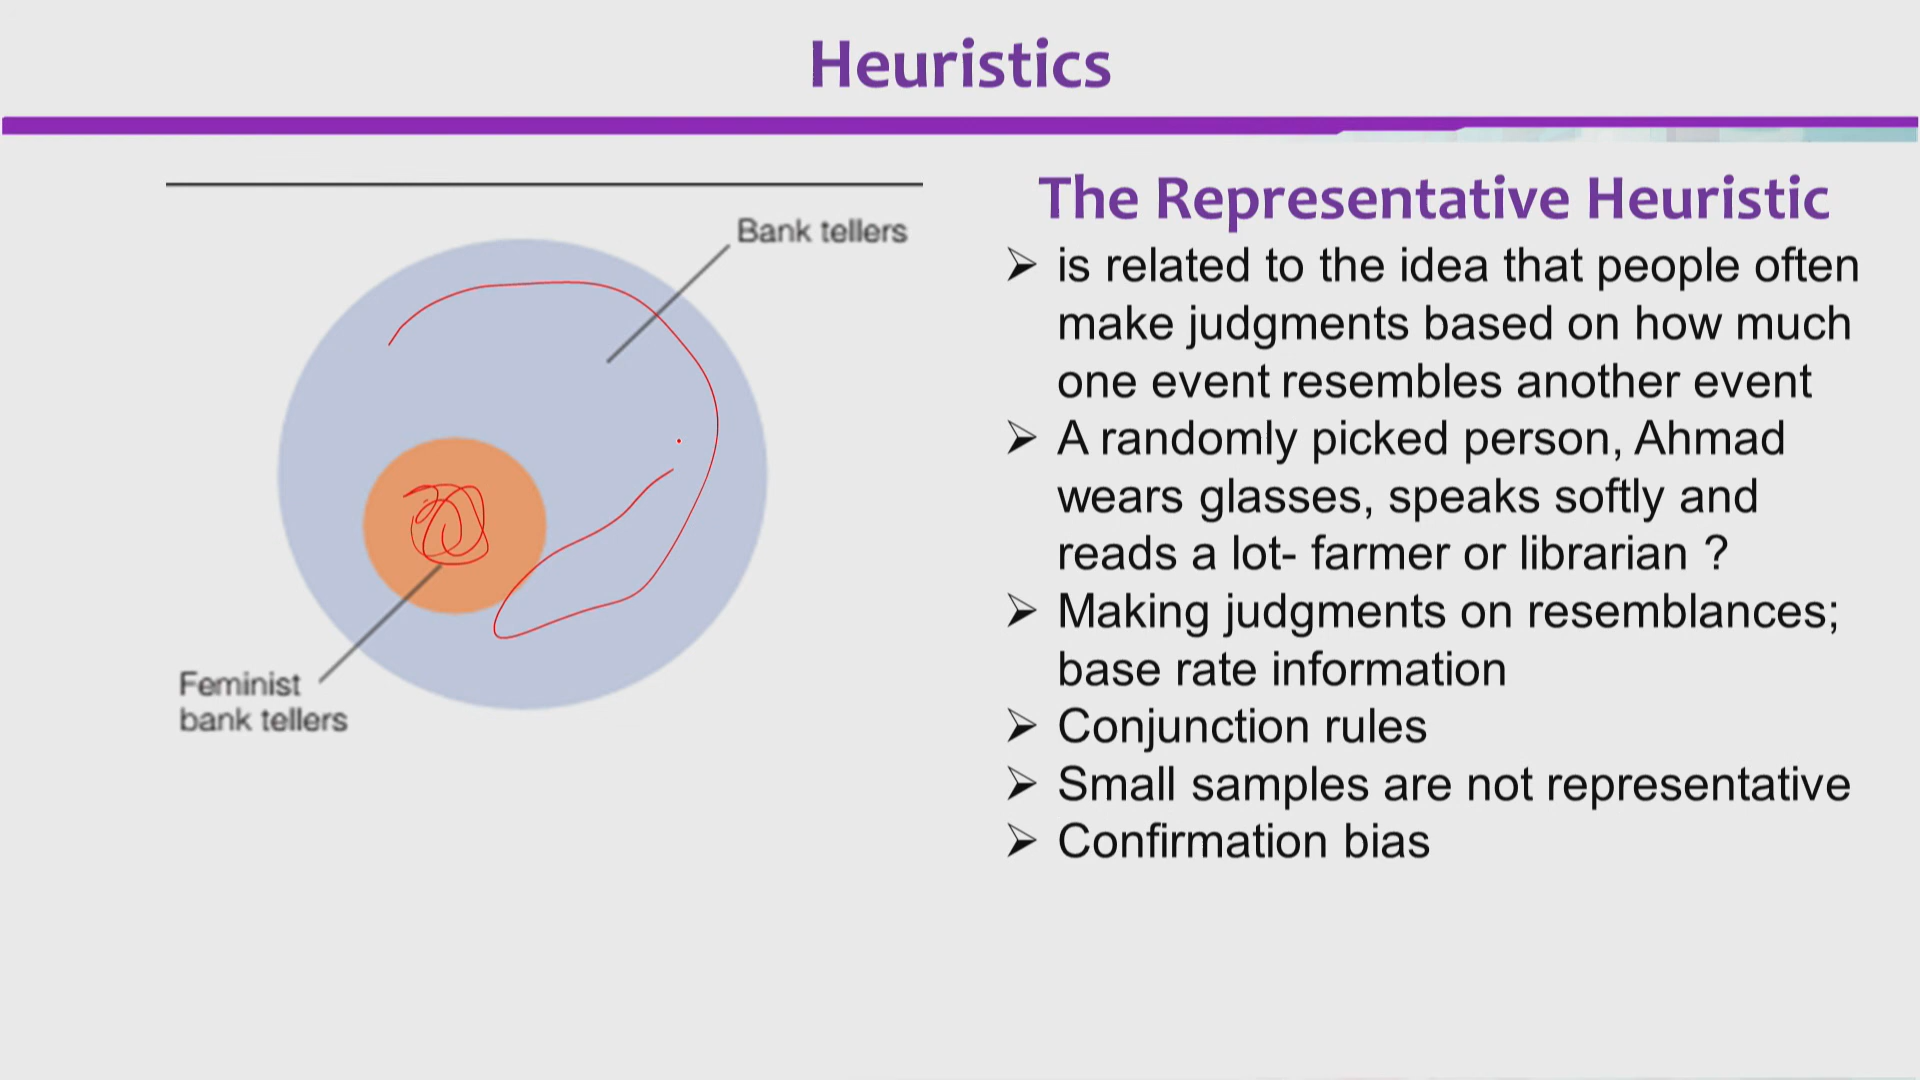 Heuristics
Bank tellers
Feminist
bank tellers
The Representative Heuristic
➢ is related to the idea that people often
make judgments based on how much
one event resembles another event
➢ A randomly picked person, Ahmad
wears glasses, speaks softly and
reads a lot- farmer or librarian ?
➢ Making judgments on resemblances;
base rate information
➢ Conjunction rules
➢ Small samples are not representative
➢ Confirmation bias